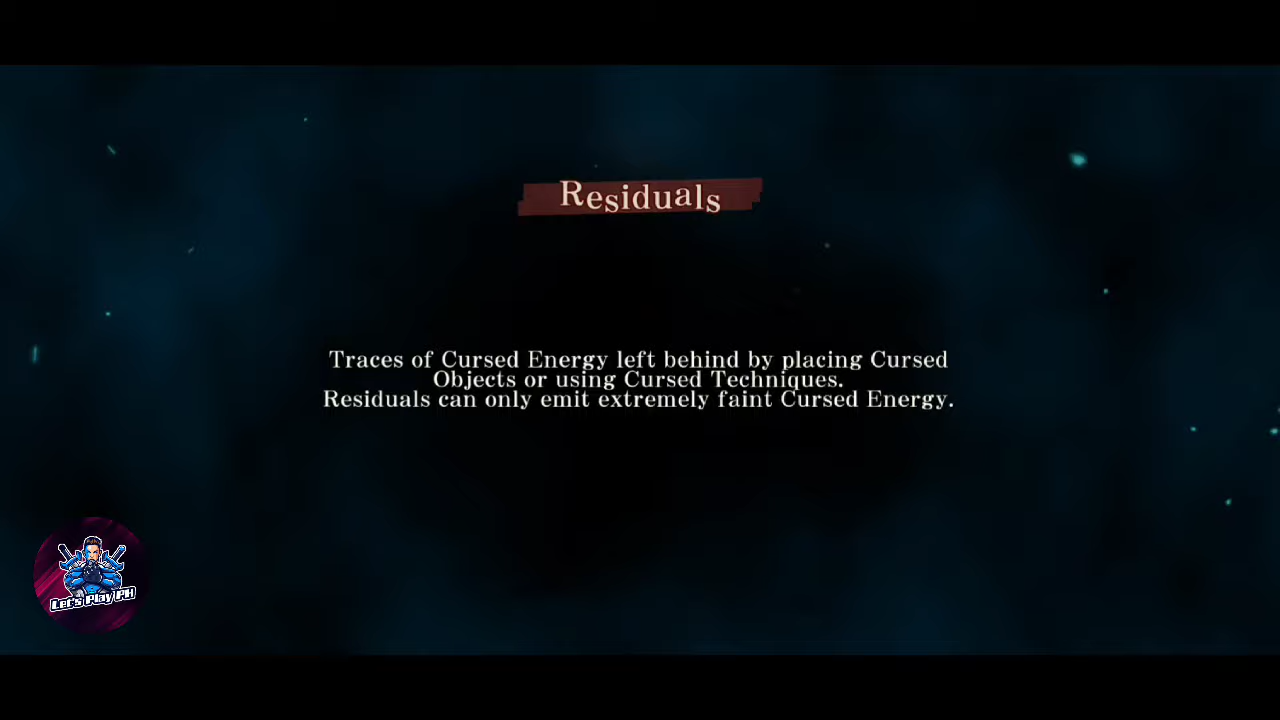 Residuals
Traces of Cursed Energy left behind by placing Cursed
Objects or using Cursed Techniques.
Residuals can only emit extremely faint Cursed Energy.
Let's Play PH